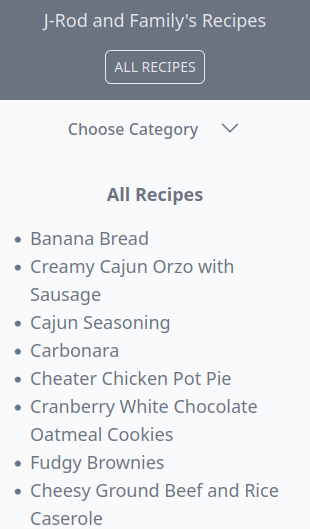 J-Rod and Family's Recipes
ALL RECIPES
Choose Category
All Recipes
• Banana Bread
• Creamy Cajun Orzo with
Sausage
• Cajun Seasoning
• Carbonara
• Cheater Chicken Pot Pie
• Cranberry White Chocolate
Oatmeal Cookies
• Fudgy Brownies
• Cheesy Ground Beef and Rice
Caserole